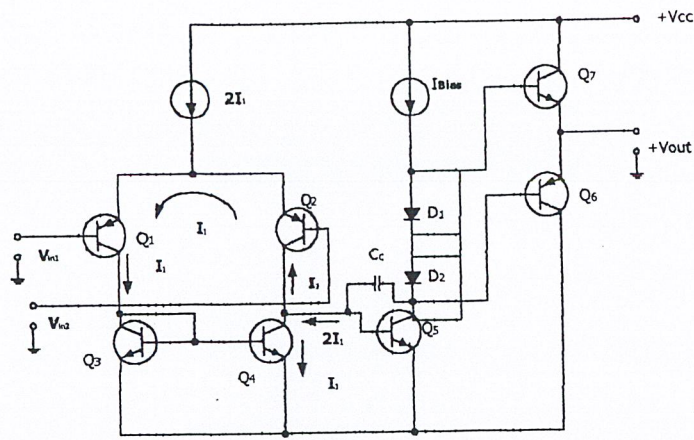 +Vcc
2I₁
IBias
Q7
+Vout
Q2
D1
Q6
Q1
I₁
Vin1
I₁
I₁
Cc
D2
Vin2
Q5
Q3
Q4
2I₁
I₁